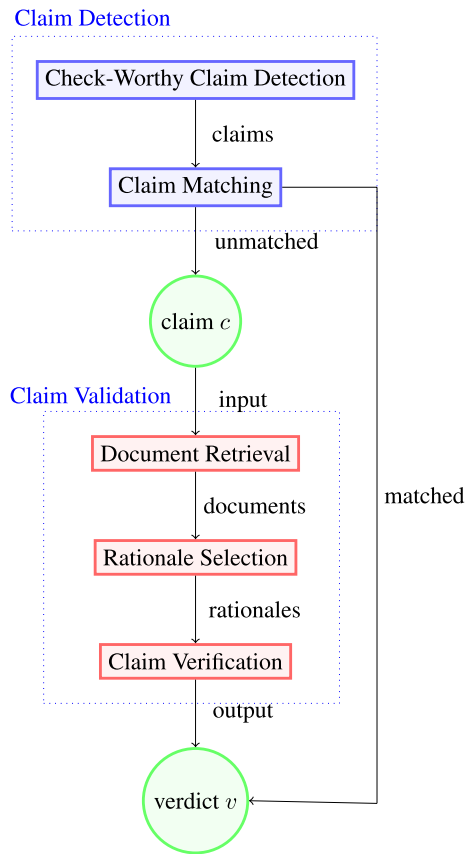 Claim Detection
Check-Worthy Claim Detection
claims
Claim Matching
unmatched
claim c
Claim Validation
input
Document Retrieval
matched
documents
Rationale Selection
rationales
Claim Verification
output
verdict v